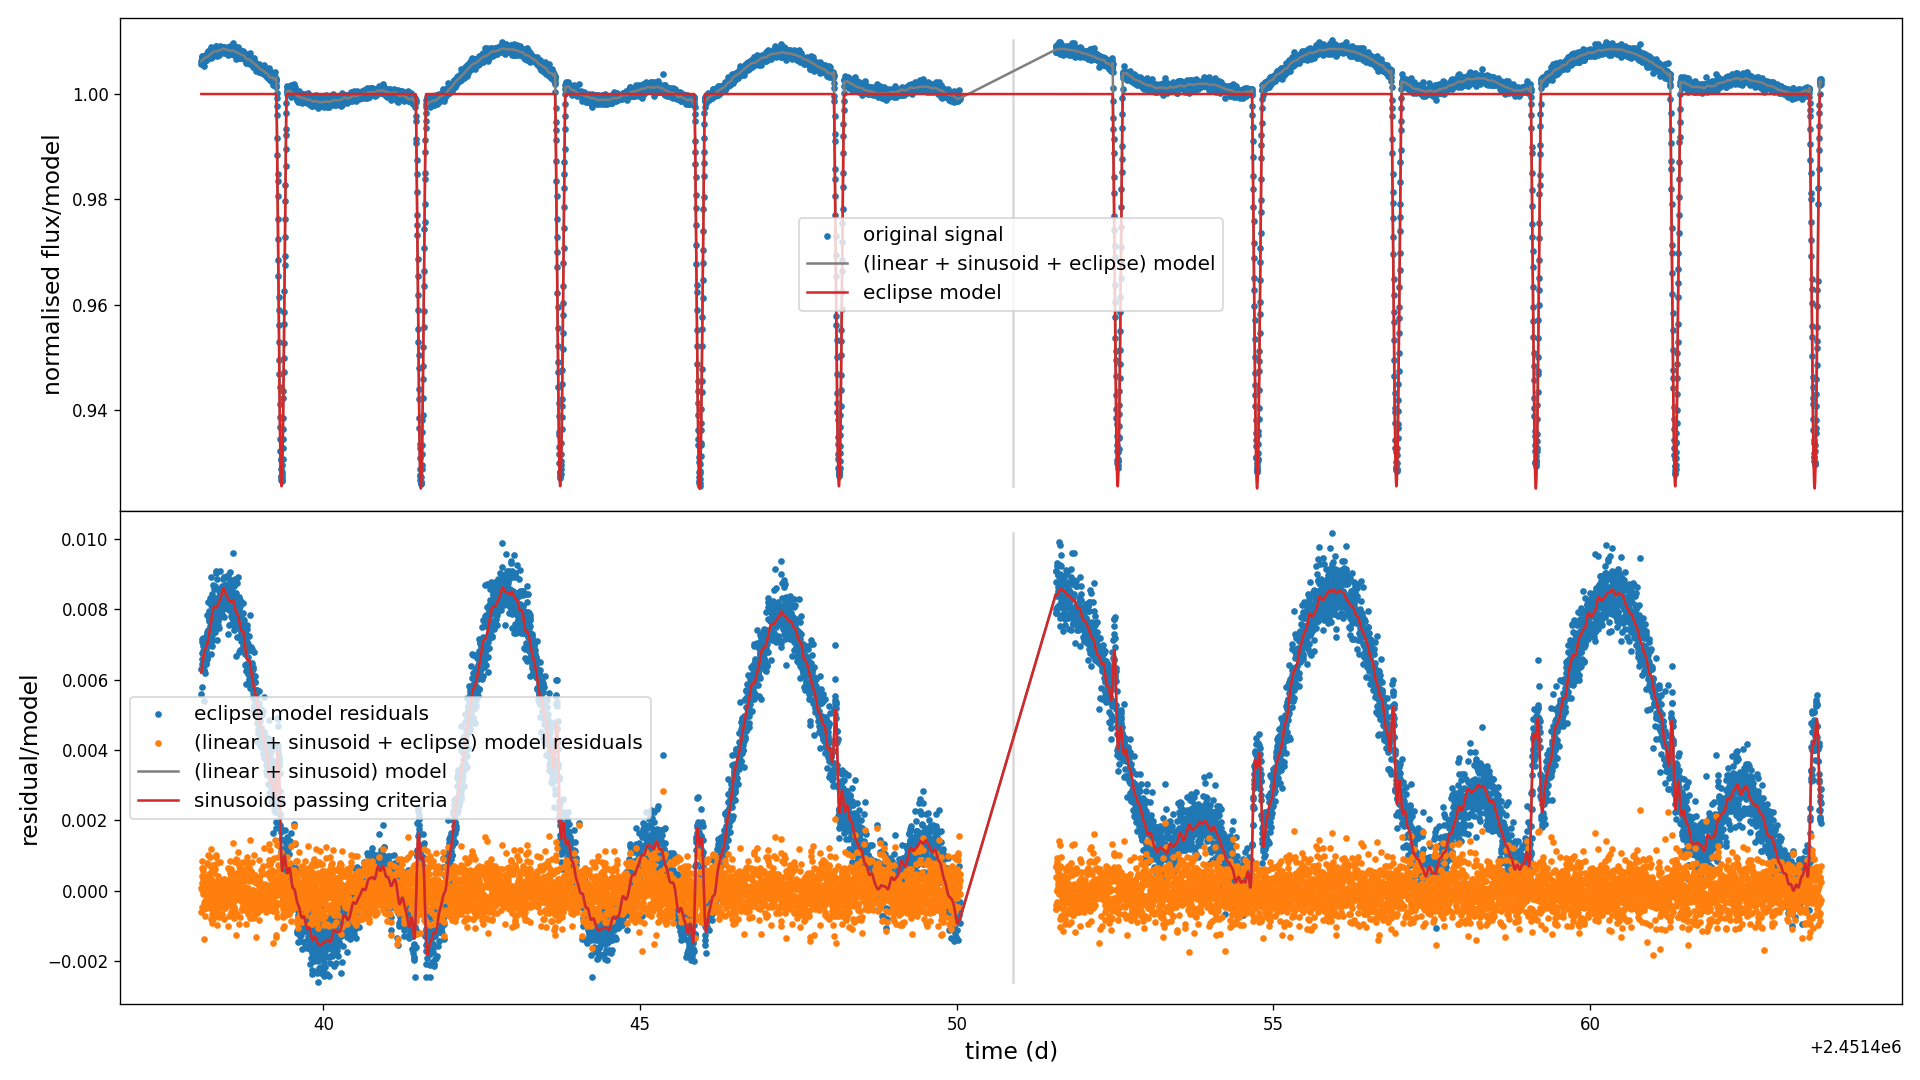 1.00
0.98
0.96
0.94
normalised flux/model
original signal
(linear + sinusoid + eclipse) model
eclipse model
0.010
0.008
0.006
0.004
0.002
0.000
−0.002
residual/model
eclipse model residuals
(linear + sinusoid + eclipse) model residuals
(linear + sinusoid) model
sinusoids passing criteria
40 45 50 55 60
time (d)
+2.4514e6